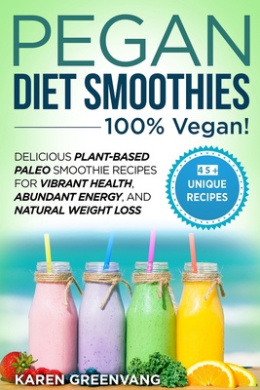 PEGAN
DIET SMOOTHIES
100% Vegan!
DELICIOUS PLANT-BASED
PALEO SMOOTHIE RECIPES
FOR VIBRANT HEALTH,
ABUNDANT ENERGY, AND
NATURAL WEIGHT LOSS
45+
UNIQUE
RECIPES
KAREN GREENVANG